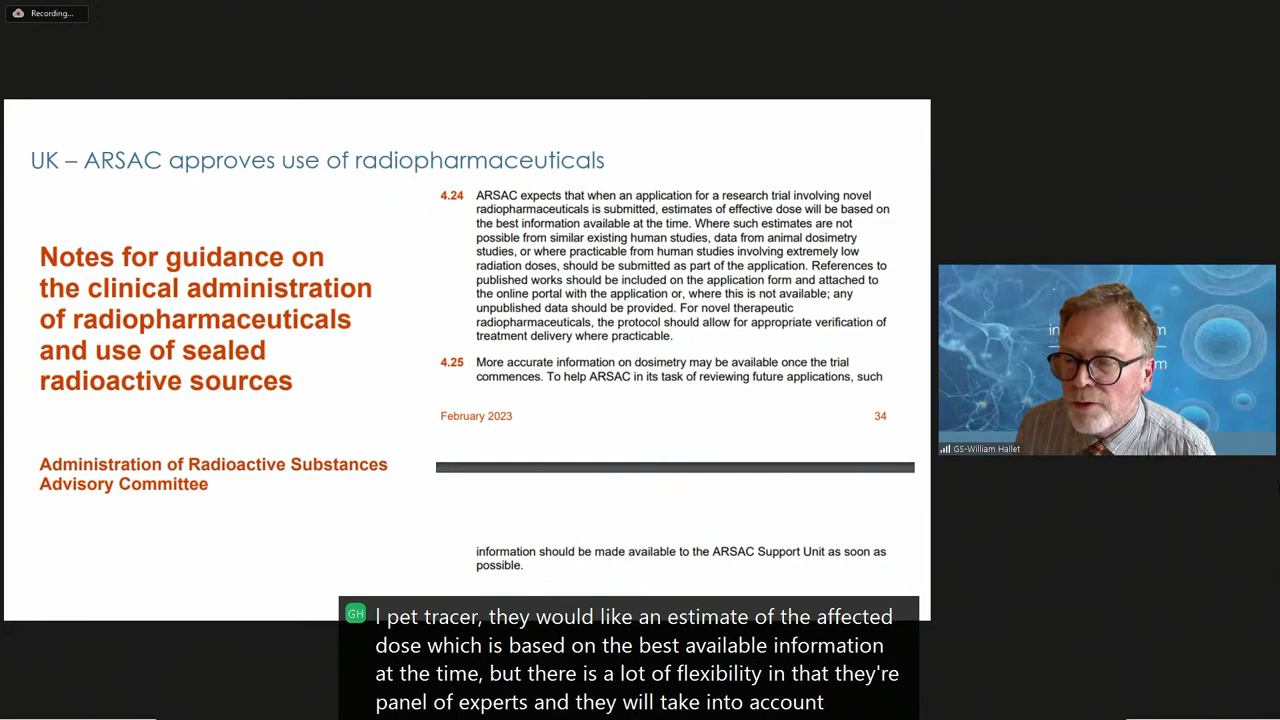 Recording...
UK – ARSAC approves use of radiopharmaceuticals
Notes for guidance on
the clinical administration
of radiopharmaceuticals
and use of sealed
radioactive sources
Administration of Radioactive Substances
Advisory Committee
4.24 ARSAC expects that when an application for a research trial involving novel
radiopharmaceuticals is submitted, estimates of effective dose will be based on
the best information available at the time. Where such estimates are not
possible from similar existing human studies, data from animal dosimetry
studies, or where practicable from human studies involving extremely low
radiation doses, should be submitted as part of the application. References to
published works should be included on the application form and attached to
the online portal with the application or, where this is not available; any
unpublished data should be provided. For novel therapeutic
radiopharmaceuticals, the protocol should allow for appropriate verification of
treatment delivery where practicable.
4.25 More accurate information on dosimetry may be available once the trial
commences. To help ARSAC in its task of reviewing future applications, such
February 2023 34
information should be made available to the ARSAC Support Unit as soon as
possible.
GS-William Hallet
GH I pet tracer, they would like an estimate of the affected
dose which is based on the best available information
at the time, but there is a lot of flexibility in that they're
panel of experts and they will take into account